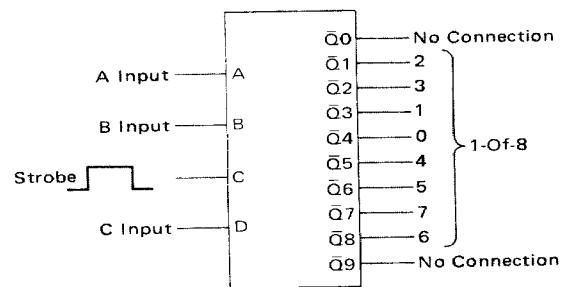 Q̄0 No Connection
A Input A Q̄1 2
Q̄2 3
B Input B Q̄3 1
Q̄4 0
1-Of-8
Strobe C Q̄5 4
Q̄6 5
C Input D Q̄7 7
Q̄8 6
Q̄9 No Connection